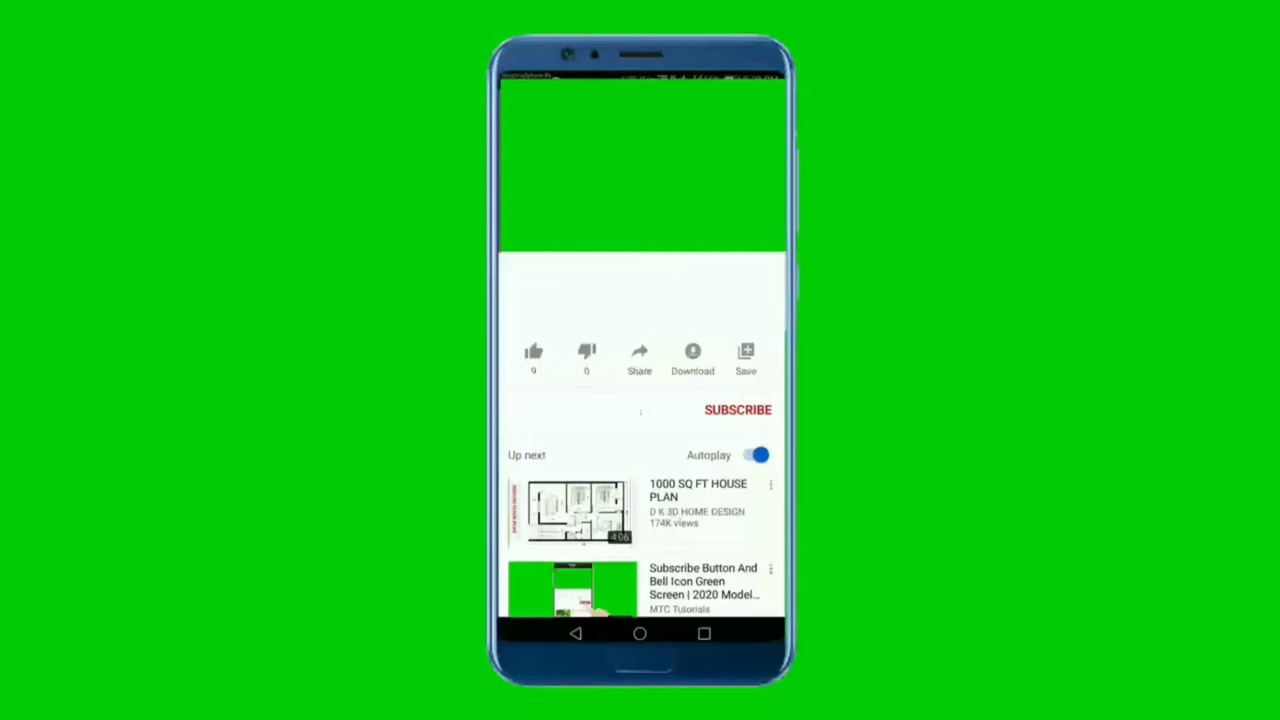 9
0
Share
Download
Save
SUBSCRIBE
Up next
Autoplay
1000 SQ FT HOUSE
PLAN
D K 3D HOME DESIGN
174K views
4:06
Subscribe Button And
Bell Icon Green
Screen | 2020 Model...
MTC Tutorials